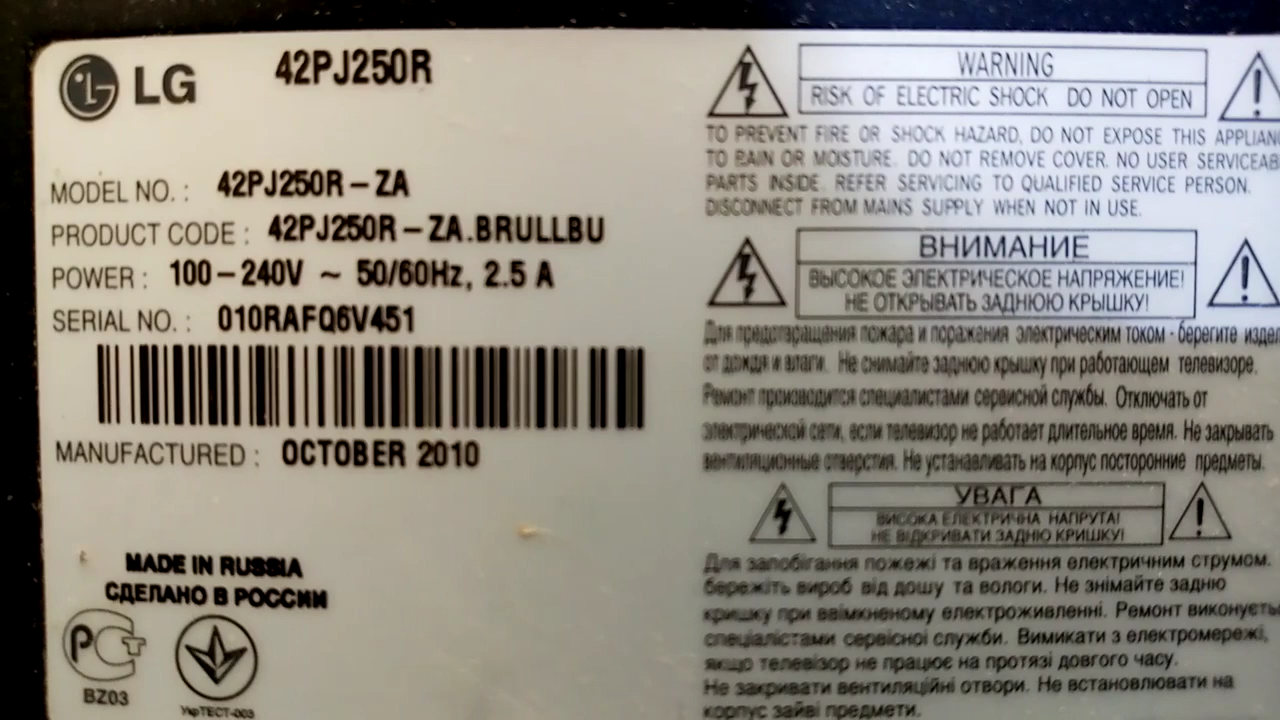 LG 42PJ250R
MODEL NO. : 42PJ250R-ZA
PRODUCT CODE : 42PJ250R-ZA.BRULLBU
POWER : 100-240V ~ 50/60Hz, 2.5 A
SERIAL NO. : 010RAFQ6V451
MANUFACTURED : OCTOBER 2010
MADE IN RUSSIA
СДЕЛАНО В РОССИИ
РСТ
BZ03
УкрТЕСТ-003
WARNING
RISK OF ELECTRIC SHOCK DO NOT OPEN
TO PREVENT FIRE OR SHOCK HAZARD, DO NOT EXPOSE THIS APPLIAN
TO RAIN OR MOISTURE. DO NOT REMOVE COVER. NO USER SERVICEAB
PARTS INSIDE. REFER SERVICING TO QUALIFIED SERVICE PERSON.
DISCONNECT FROM MAINS SUPPLY WHEN NOT IN USE.
ВНИМАНИЕ
ВЫСОКОЕ ЭЛЕКТРИЧЕСКОЕ НАПРЯЖЕНИЕ!
НЕ ОТКРЫВАТЬ ЗАДНЮЮ КРЫШКУ!
Для предотвращения пожара и поражения электрическим током - берегите издел
от дождя и влаги. Не снимайте заднюю крышку при работающем телевизоре.
Ремонт производится специалистами сервисной службы. Отключать от
электрической сети, если телевизор не работает длительное время. Не закрывать
вентиляционные отверстия. Не устанавливать на корпус посторонние предметы.
УВАГА
ВИСОКА ЕЛЕКТРИЧНА НАПРУГА!
НЕ ВІДКРИВАТИ ЗАДНЮ КРИШКУ!
Для запобігання пожежі та враження електричним струмом.
бережіть вироб від дощу та вологи. Не знімайте задню
кришку при ввімкненому електроживленні. Ремонт виконуєть
спеціалістами сервісної служби. Вимикати з електромережі,
якщо телевізор не працює на протязі довгого часу.
Не закривати вентиляційні отвори. Не встановлювати на
корпус зайві предмети.